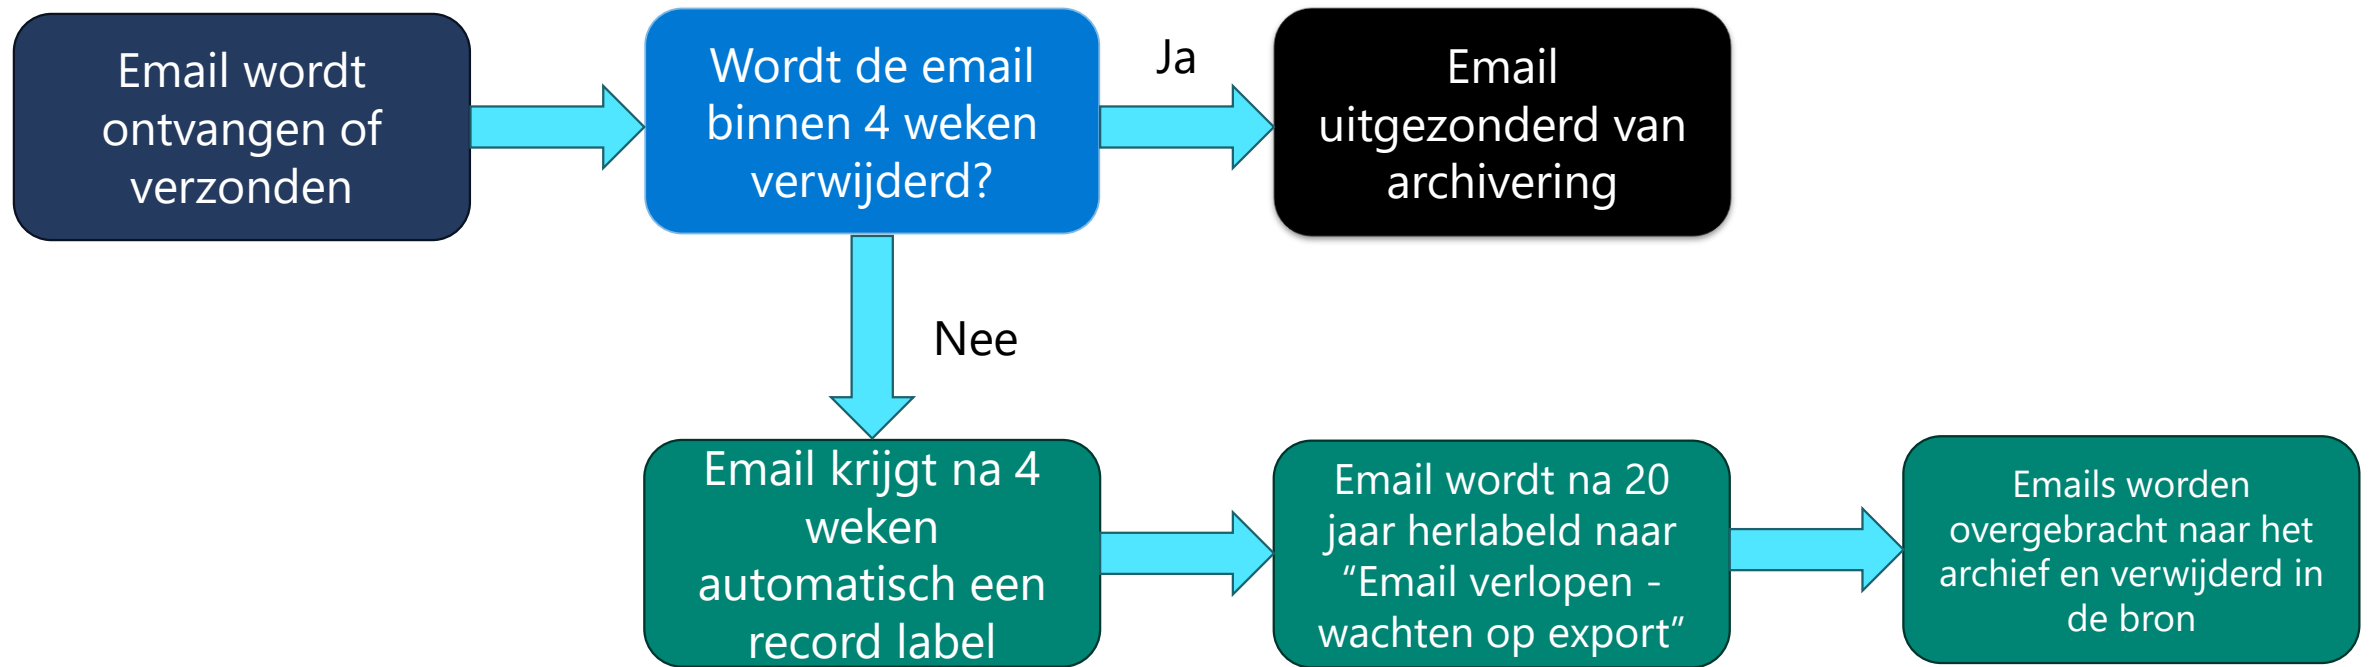 Email wordt
ontvangen of
verzonden
Wordt de email
binnen 4 weken
verwijderd?
Ja
Email
uitgezonderd van
archivering
Nee
Email krijgt na 4
weken
automatisch een
record label
Email wordt na 20
jaar herlabeld naar
“Email verlopen -
wachten op export”
Emails worden
overgebracht naar het
archief en verwijderd in
de bron